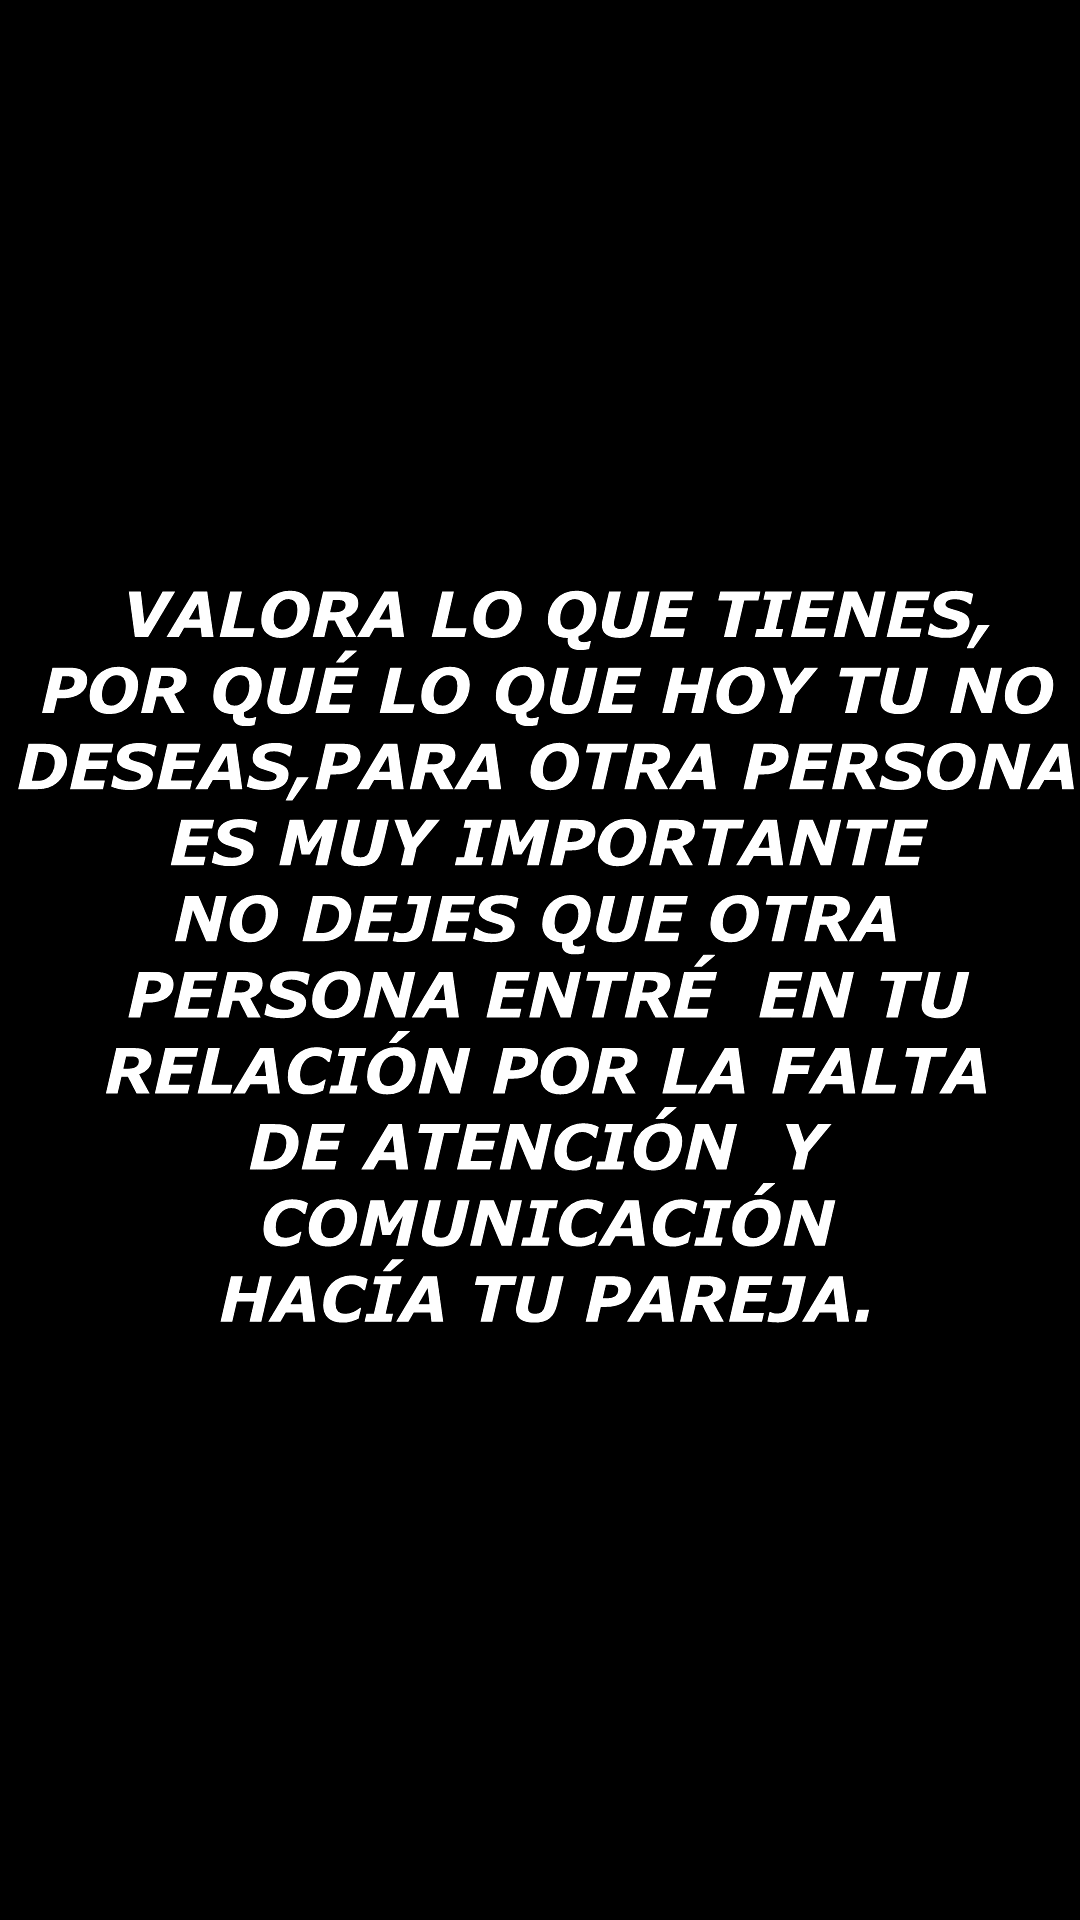 VALORA LO QUE TIENES,
POR QUÉ LO QUE HOY TU NO
DESEAS,PARA OTRA PERSONA
ES MUY IMPORTANTE
NO DEJES QUE OTRA
PERSONA ENTRÉ  EN TU
RELACIÓN POR LA FALTA
DE ATENCIÓN  Y
COMUNICACIÓN
HACÍA TU PAREJA.